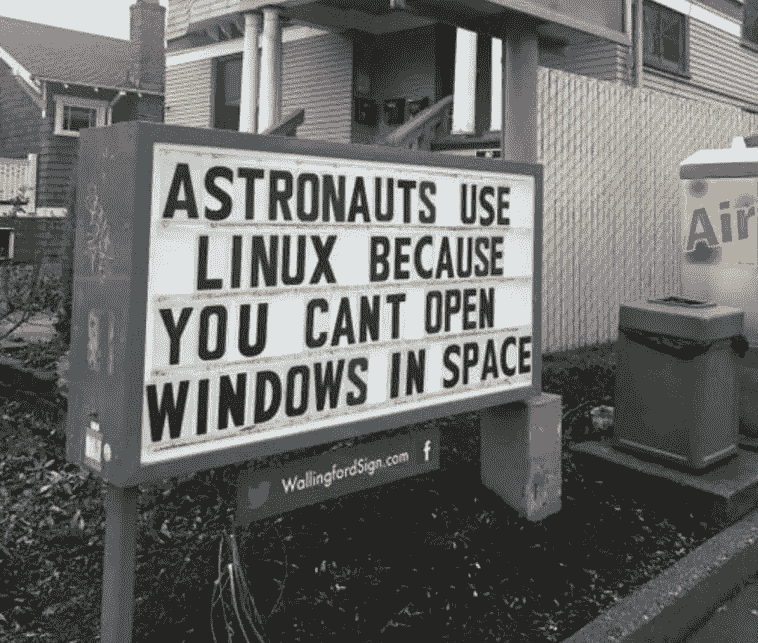 ASTRONAUTS USE
LINUX BECAUSE
YOU CANT OPEN
WINDOWS IN SPACE
WallingfordSign.com f
Air